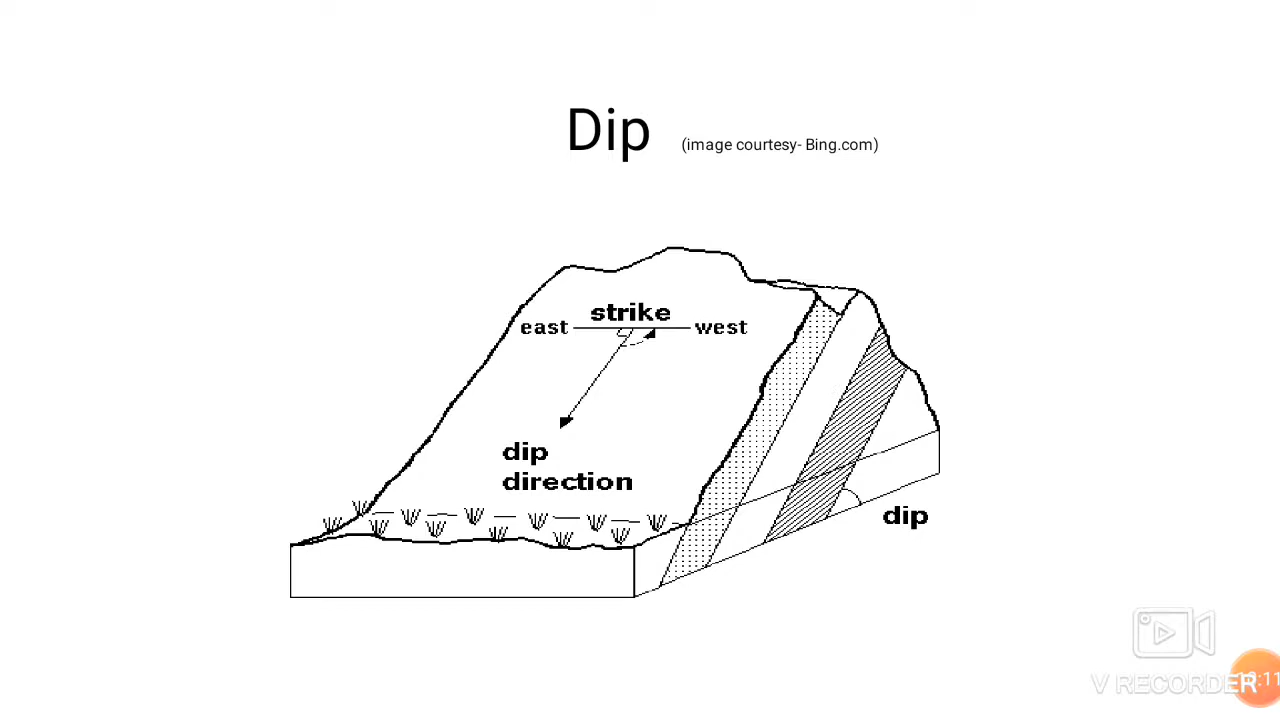 Dip (image courtesy- Bing.com)
strike
east west
dip
direction
dip
V RECORDER